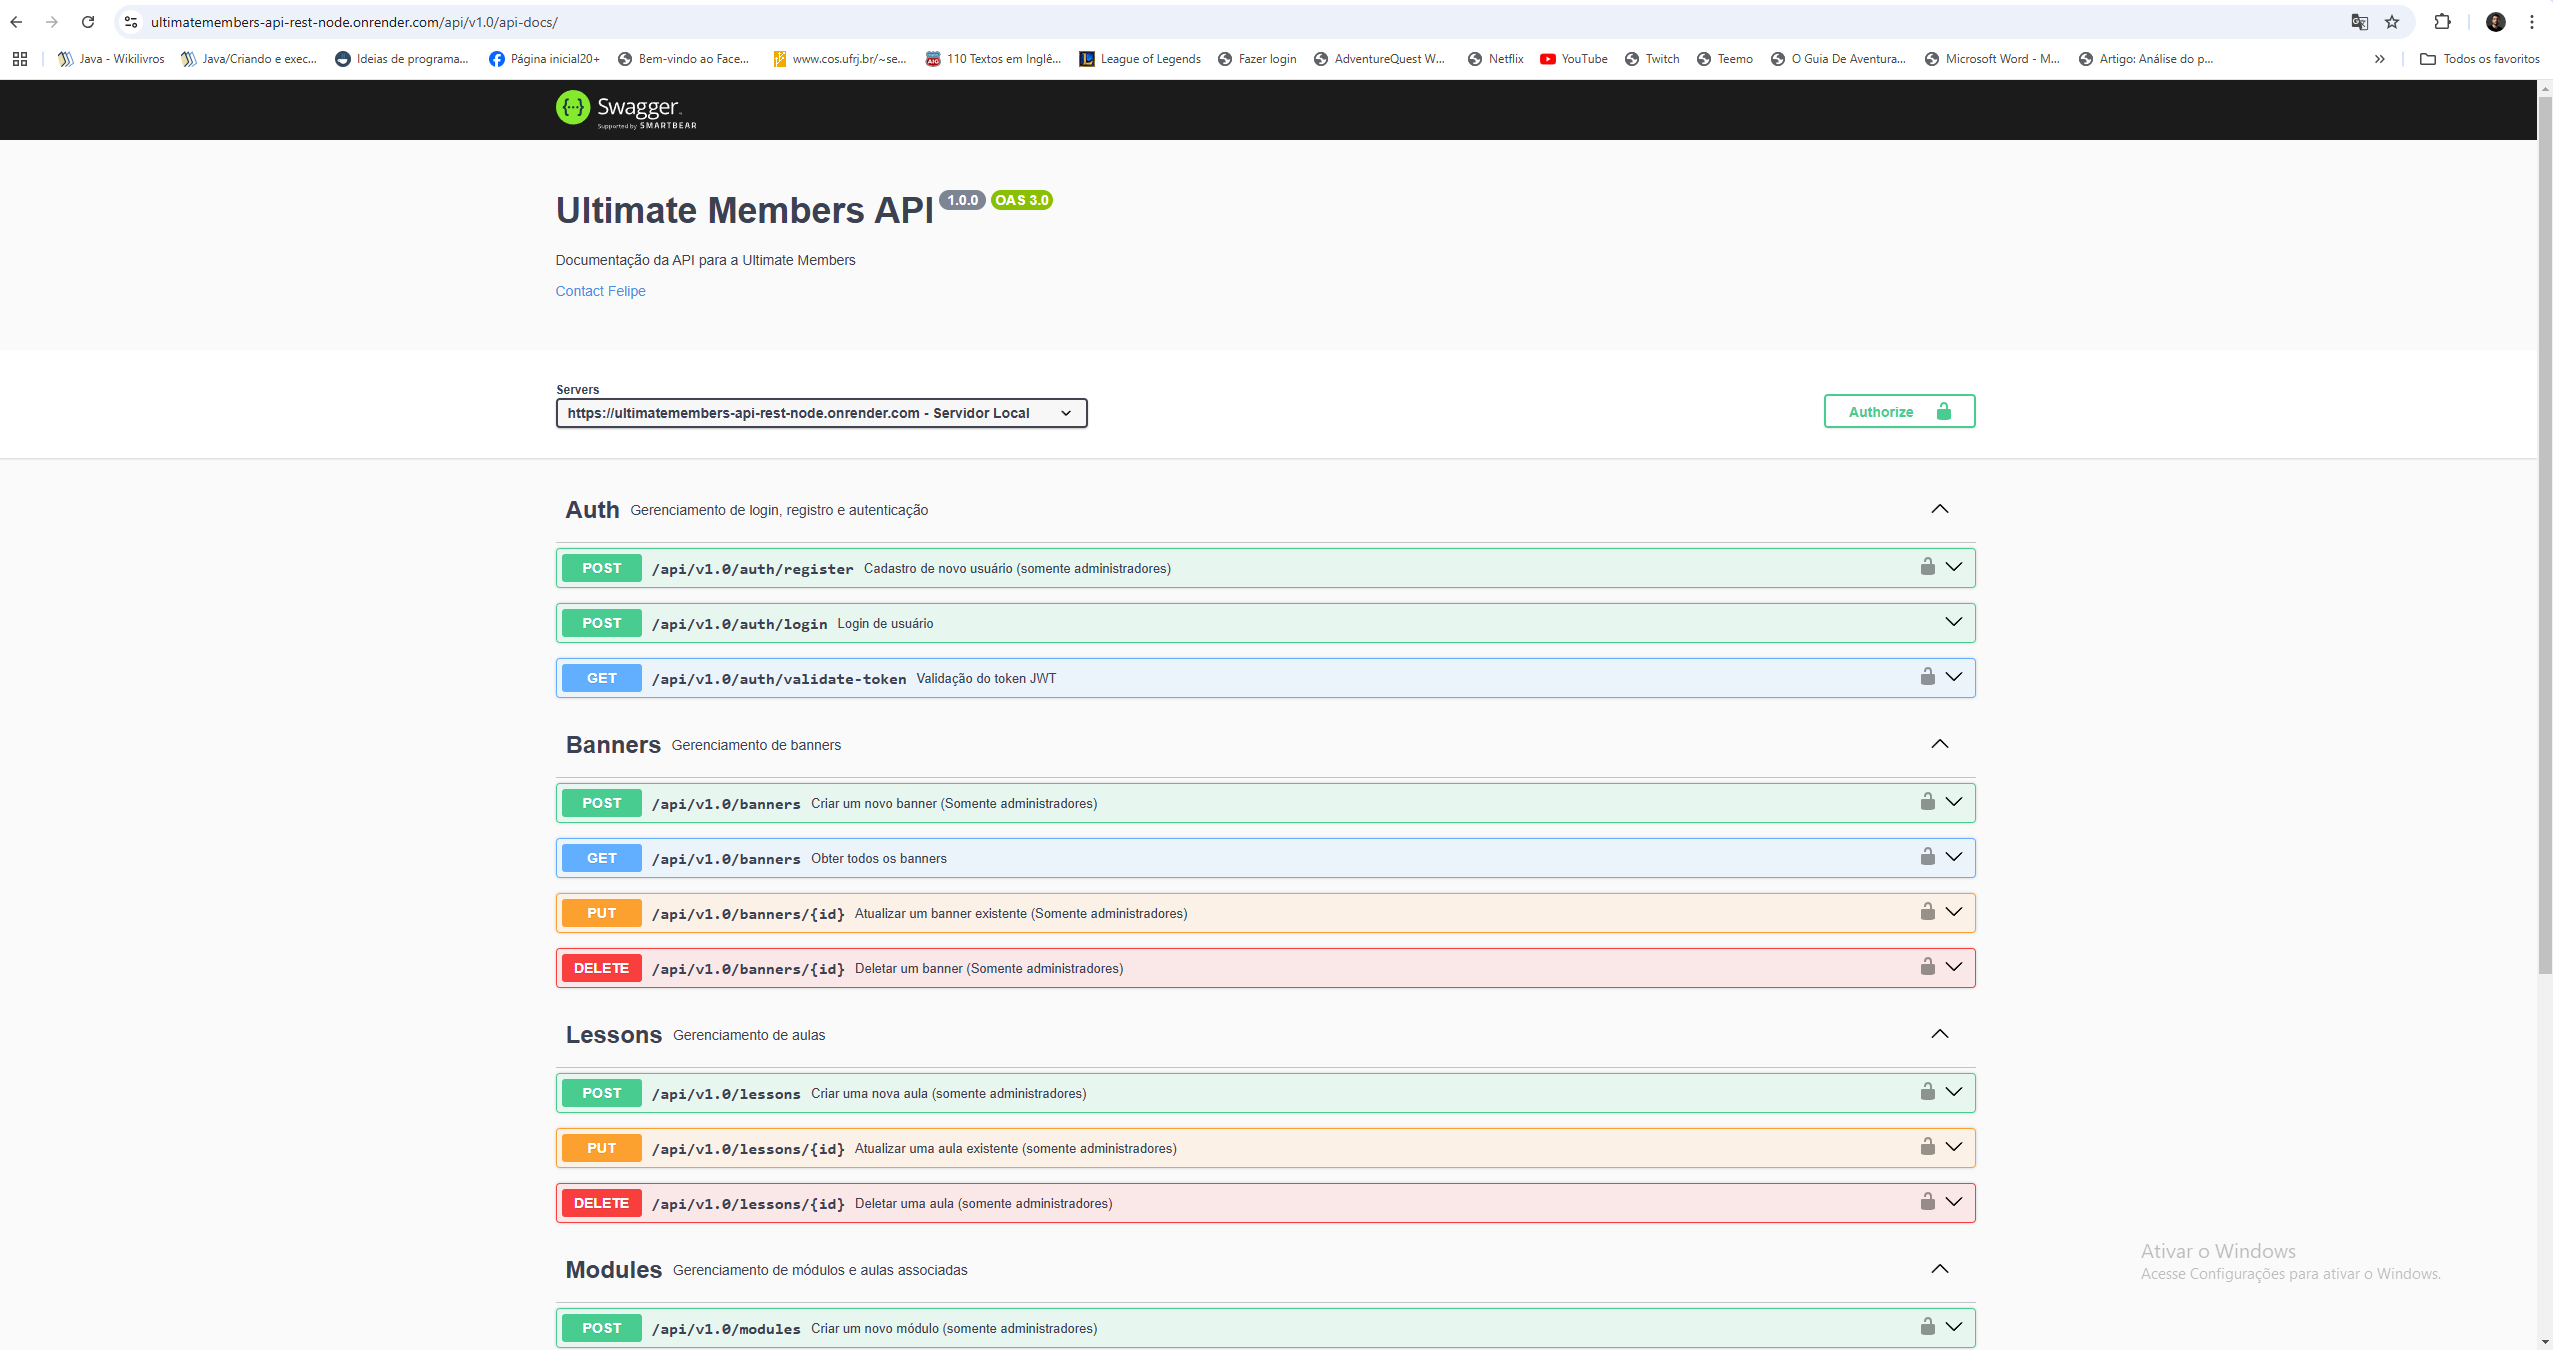 ultimatemembers-api-rest-node.onrender.com/api/v1.0/api-docs/
Java - Wikilivros
Java/Criando e exec...
Ideias de programa...
Página inicial20+
Bem-vindo ao Face...
www.cos.ufrj.br/~se...
110 Textos em Inglê...
League of Legends
Fazer login
AdventureQuest W...
Netflix
YouTube
Twitch
Teemo
O Guia De Aventura...
Microsoft Word - M...
Artigo: Análise do p...
Todos os favoritos
Swagger
Supported by SMARTBEAR
Ultimate Members API 1.0.0 OAS 3.0
Documentação da API para a Ultimate Members
Contact Felipe
Servers
https://ultimatemembers-api-rest-node.onrender.com - Servidor Local
Authorize
Auth Gerenciamento de login, registro e autenticação
POST /api/v1.0/auth/register Cadastro de novo usuário (somente administradores)
POST /api/v1.0/auth/login Login de usuário
GET /api/v1.0/auth/validate-token Validação do token JWT
Banners Gerenciamento de banners
POST /api/v1.0/banners Criar um novo banner (Somente administradores)
GET /api/v1.0/banners Obter todos os banners
PUT /api/v1.0/banners/{id} Atualizar um banner existente (Somente administradores)
DELETE /api/v1.0/banners/{id} Deletar um banner (Somente administradores)
Lessons Gerenciamento de aulas
POST /api/v1.0/lessons Criar uma nova aula (somente administradores)
PUT /api/v1.0/lessons/{id} Atualizar uma aula existente (somente administradores)
DELETE /api/v1.0/lessons/{id} Deletar uma aula (somente administradores)
Modules Gerenciamento de módulos e aulas associadas
POST /api/v1.0/modules Criar um novo módulo (somente administradores)
Ativar o Windows
Acesse Configurações para ativar o Windows.